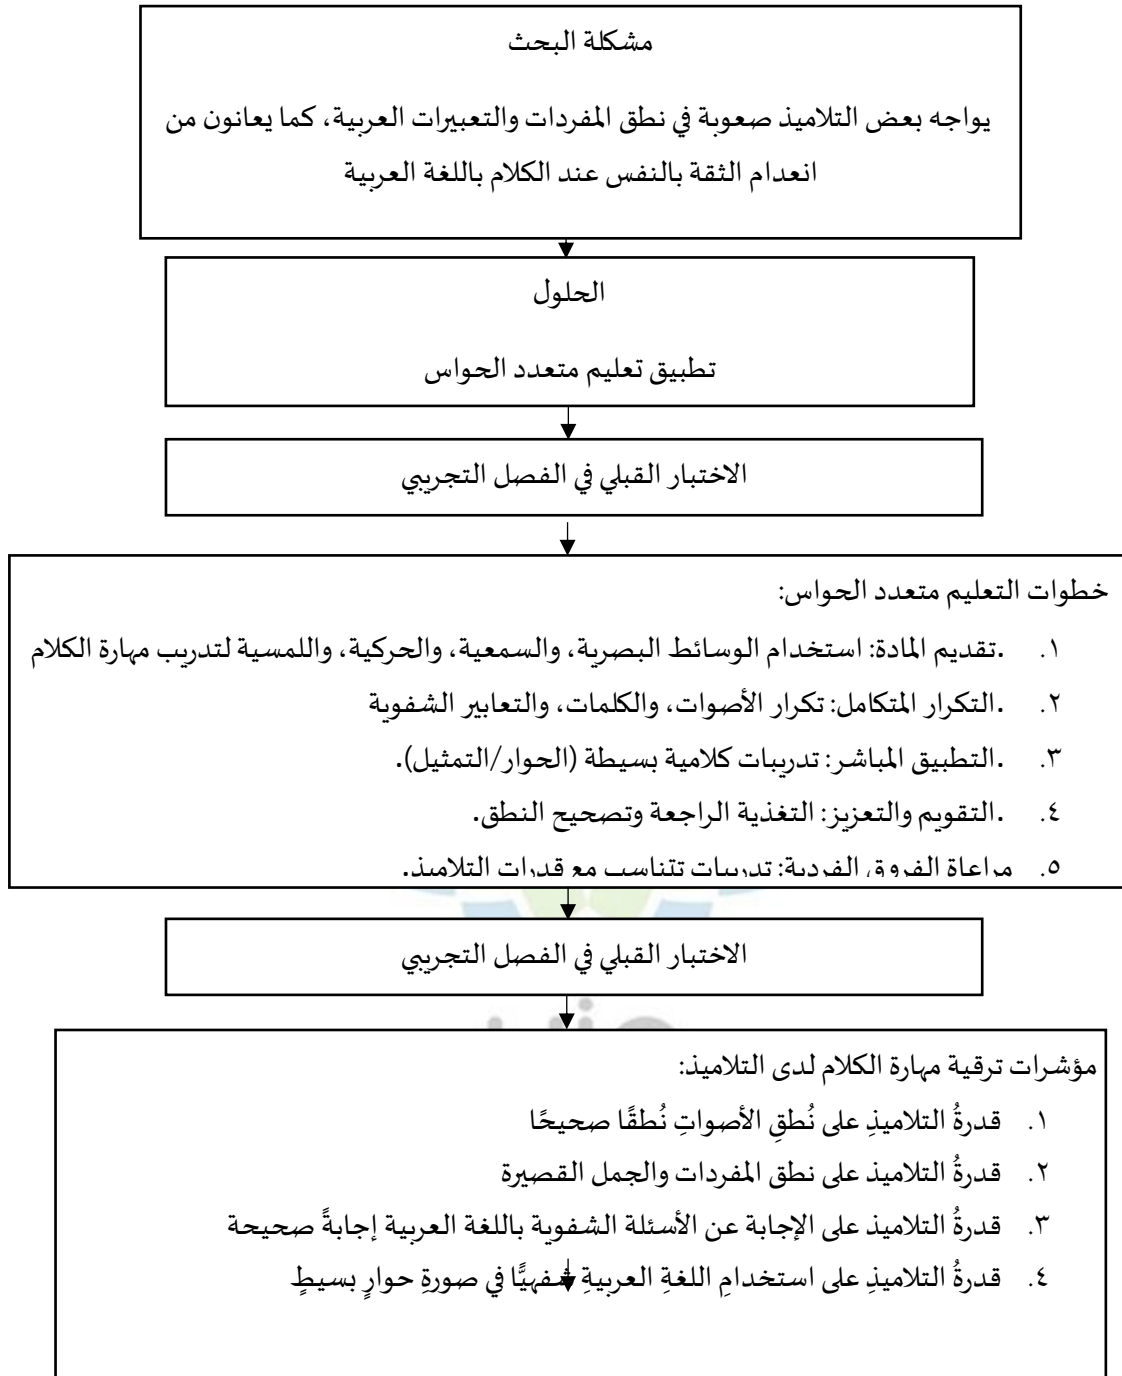 مشكلة البحث
يواجه بعض التلاميذ صعوبة في نطق المفردات والتعبيرات العربية، كما يعانون من
انعدام الثقة بالنفس عند الكلام باللغة العربية
الحلول
تطبيق تعليم متعدد الحواس
الاختبار القبلي في الفصل التجريبي
خطوات التعليم متعدد الحواس:
١. .تقديم المادة: استخدام الوسائط البصرية، والسمعية، والحركية، واللمسية لتدريب مهارة الكلام
٢. .التكرار المتكامل: تكرار الأصوات، والكلمات، والتعابير الشفوية
٣. .التطبيق المباشر: تدريبات كلامية بسيطة (الحوار/التمثيل).
٤. .التقويم والتعزيز: التغذية الراجعة وتصحيح النطق.
٥. مراعاة الفروق الفردية: تدريبات تتناسب مع قدرات التلاميذ.
الاختبار القبلي في الفصل التجريبي
مؤشرات ترقية مهارة الكلام لدى التلاميذ:
١. قدرةُ التلاميذِ على نُطقِ الأصواتِ نُطقًا صحيحًا
٢. قدرةُ التلاميذ على نطق المفردات والجمل القصيرة
٣. قدرةُ التلاميذ على الإجابة عن الأسئلة الشفوية باللغة العربية إجابةً صحيحة
٤. قدرةُ التلاميذِ على استخدامِ اللغةِ العربيةِ شفهيًّا في صورةِ حوارٍ بسيطٍ